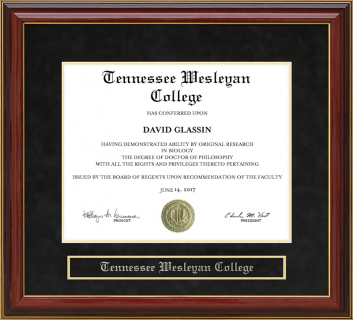 Tennessee Wesleyan
College
HAS CONFERRED UPON
DAVID GLASSIN
HAVING DEMONSTRATED ABILITY BY ORIGINAL RESEARCH
IN BIOLOGY
THE DEGREE OF DOCTOR OF PHILOSOPHY
WITH ALL THE RIGHTS AND PRIVILEGES THERETO PERTAINING
ISSUED BY THE BOARD OF REGENTS UPON RECOMMENDATION OF THE FACULTY
JUNE 14, 2017
PROVOST
PRESIDENT
Tennessee Wesleyan College